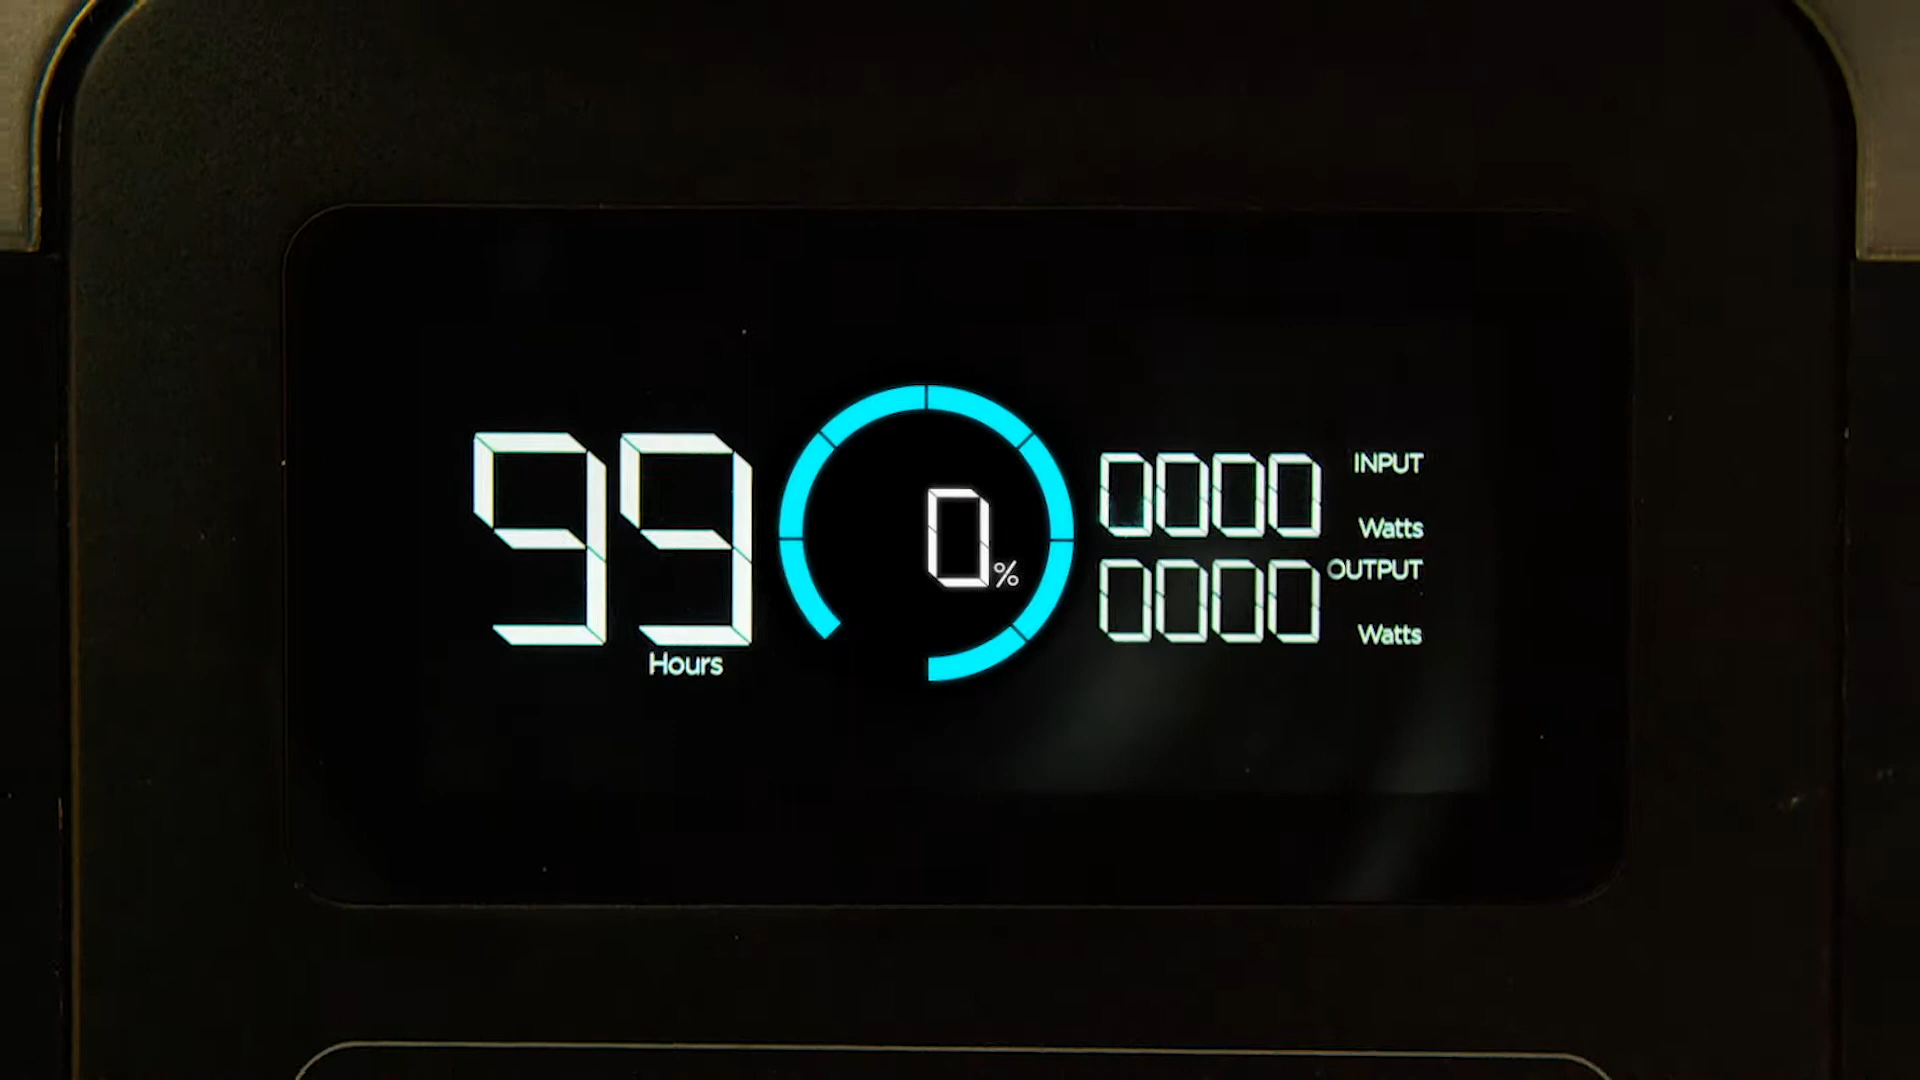 99
Hours
0%
0000 INPUT
Watts
0000 OUTPUT
Watts